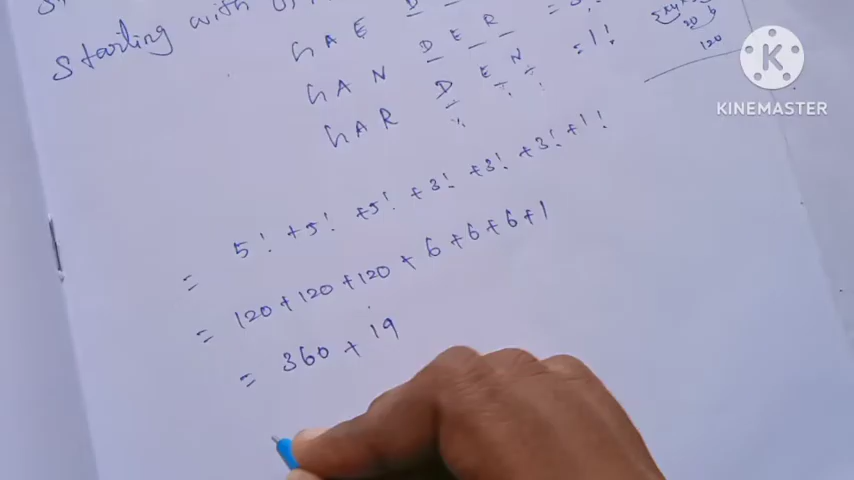 Starting with
G A E D
G A N D E R
G A R D E N = 1!
120
KINEMASTER
= 5! + 5! + 5! + 3! + 3! + 3! + 1!
= 120 + 120 + 120 + 6 + 6 + 6 + 1
= 360 + 19